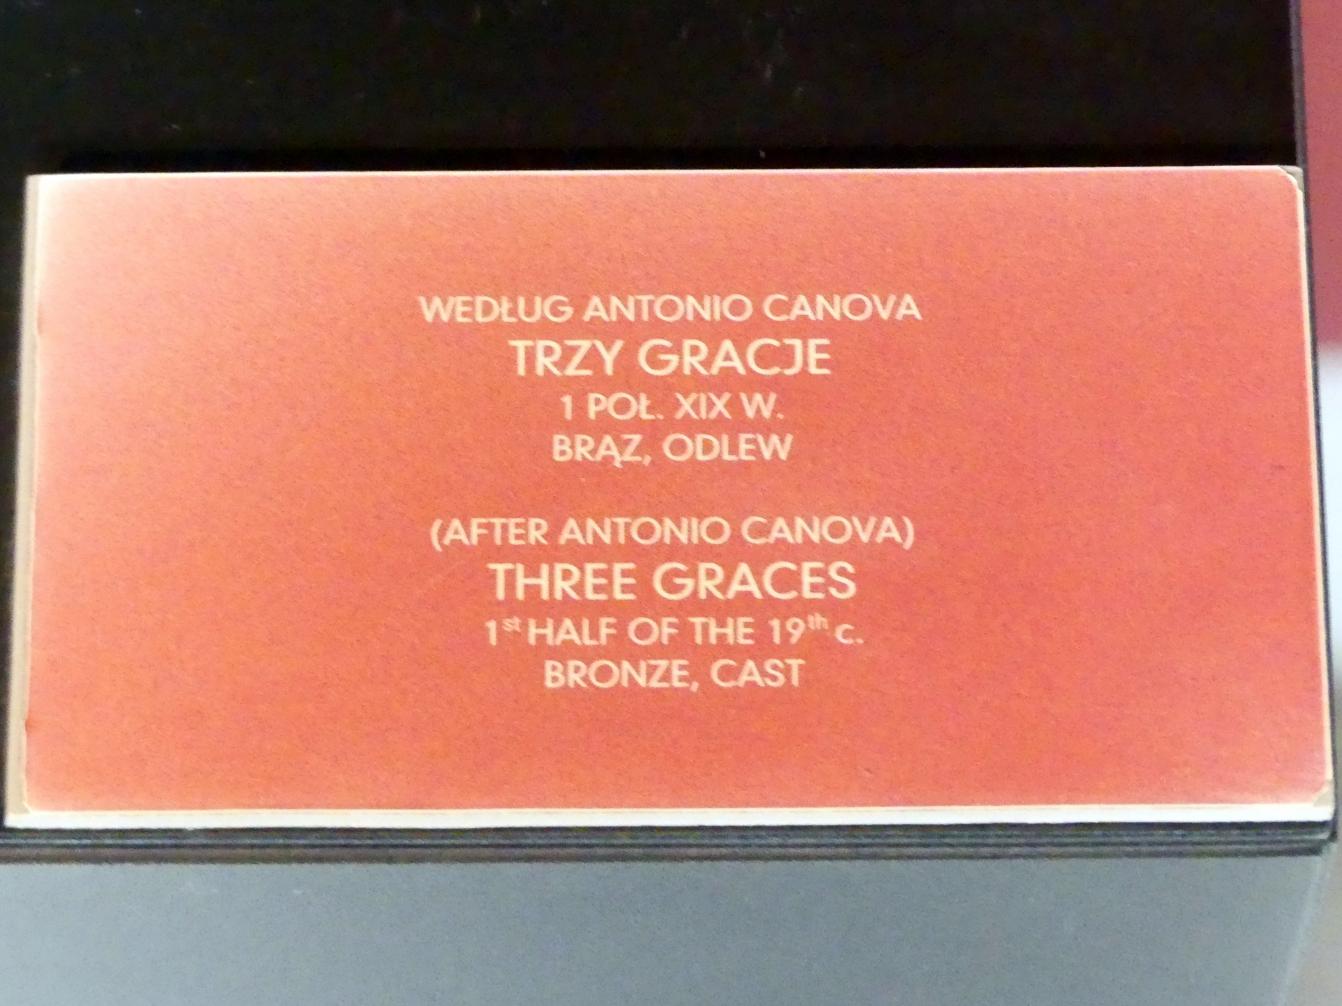 WEDŁUG ANTONIO CANOVA
TRZY GRACJE
1 POŁ. XIX W.
BRĄZ, ODLEW
(AFTER ANTONIO CANOVA)
THREE GRACES
1st HALF OF THE 19th c.
BRONZE, CAST